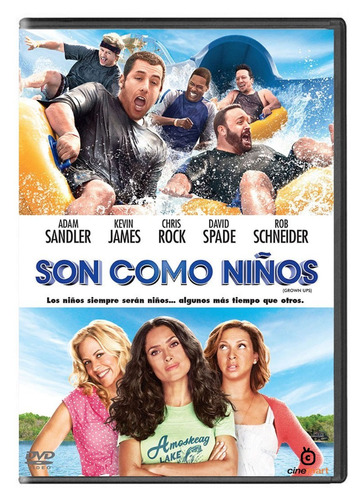 ADAM SANDLER
KEVIN JAMES
CHRIS ROCK
DAVID SPADE
ROB SCHNEIDER
SON COMO NIÑOS
(GROWN UPS)
Los niños siempre serán niños... algunos más tiempo que otros.
Amoskeag
LAKE
DVD
VIDEO
cinemart